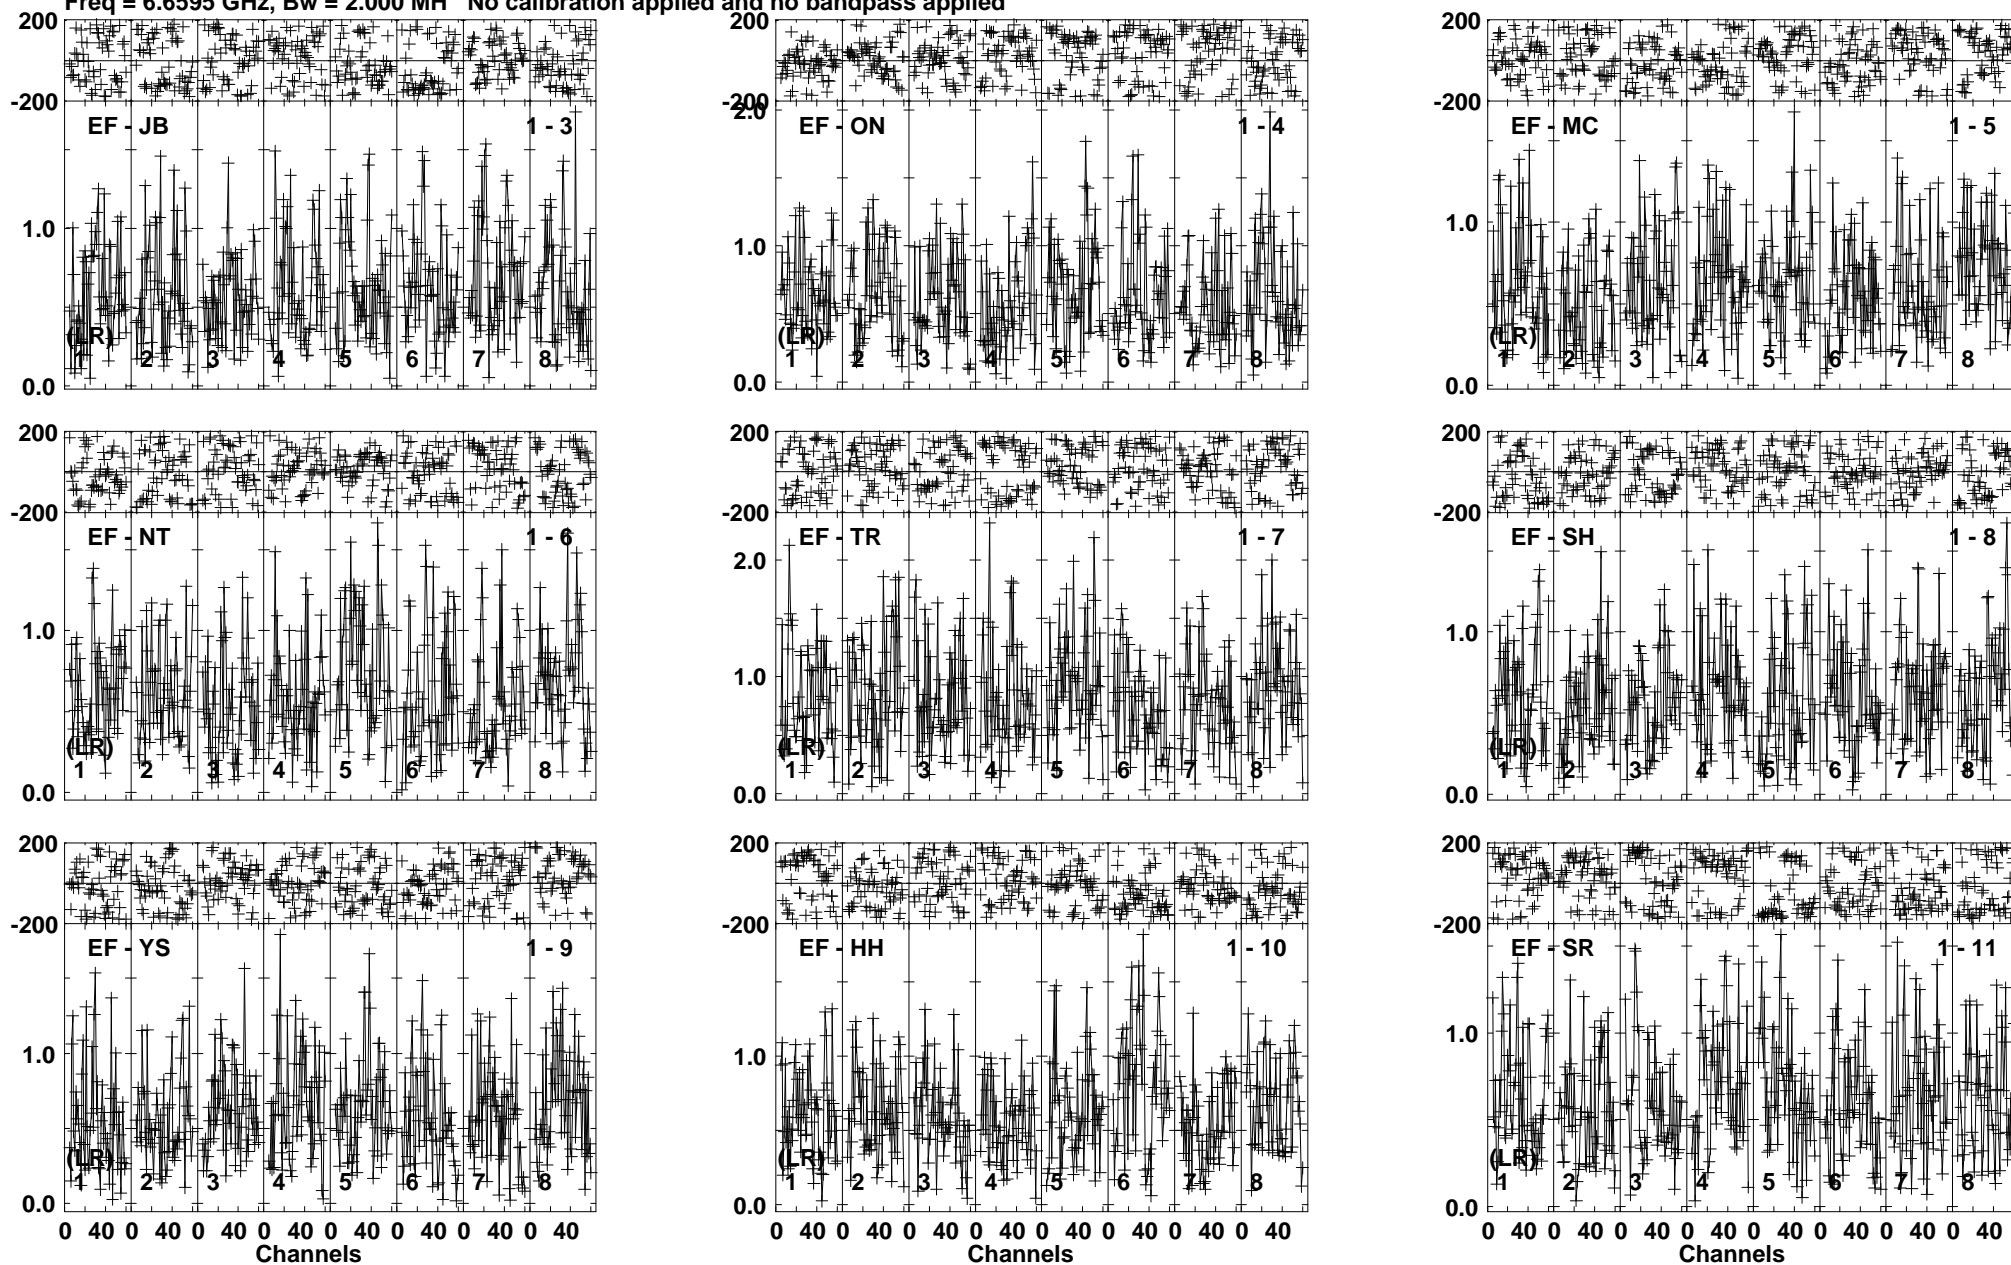 Freq = 6.6595 GHz, Bw = 2.000 MH No calibration applied and no bandpass applied
200 200 200
-200 -200 -200
EF - JB 1 - 3 2.0 EF - ON 1 - 4 EF - MC 1 - 5
1.0 1.0 1.0
(LR) (LR) (LR)
1 2 3 4 5 6 7 8 1 2 3 4 5 6 7 8 1 2 3 4 5 6 7 8
0.0 0.0 0.0
200 200 200
-200 -200 -200
EF - NT 1 - 6 EF - TR 1 - 7 EF - SH 1 - 8
2.0
1.0 1.0 1.0
(LR) (LR) (LR)
1 2 3 4 5 6 7 8 1 2 3 4 5 6 7 8 1 2 3 4 5 6 7 8
0.0 0.0 0.0
200 200 200
-200 -200 -200
EF - YS 1 - 9 EF - HH 1 - 10 EF - SR 1 - 11
1.0 1.0 1.0
(LR) (LR) (LR)
1 2 3 4 5 6 7 8 1 2 3 4 5 6 7 8 1 2 3 4 5 6 7 8
0.0 0.0 0.0
0 40 0 40 0 40 0 40 0 40 0 40 0 40 0 40 0 40 0 40 0 40 0 40 0 40 0 40 0 40 0 40 0 40 0 40 0 40 0 40 0 40 0 40 0 40 0 40
Channels Channels Channels